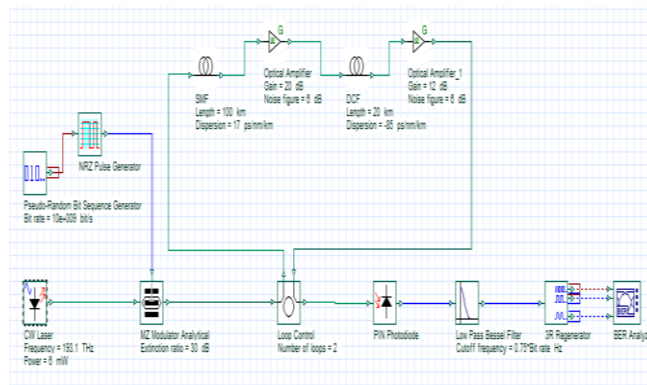 G
G
Optical Amplifier
Gain = 20 dB
Noise figure = 6 dB
Optical Amplifier_1
Gain = 12 dB
Noise figure = 6 dB
SMF
Length = 100 km
Dispersion = 17 ps/nm/km
DCF
Length = 20 km
Dispersion = -85 ps/nm/km
NRZ Pulse Generator
Pseudo-Random Bit Sequence Generator
Bit rate = 10e+009 bit/s
CW Laser
Frequency = 193.1 THz
Power = 6 mW
MZ Modulator Analytical
Extinction ratio = 30 dB
Loop Control
Number of loops = 2
PIN Photodiode
Low Pass Bessel Filter
Cutoff frequency = 0.75*Bit rate Hz
3R Regenerator
BER
BER Analyz